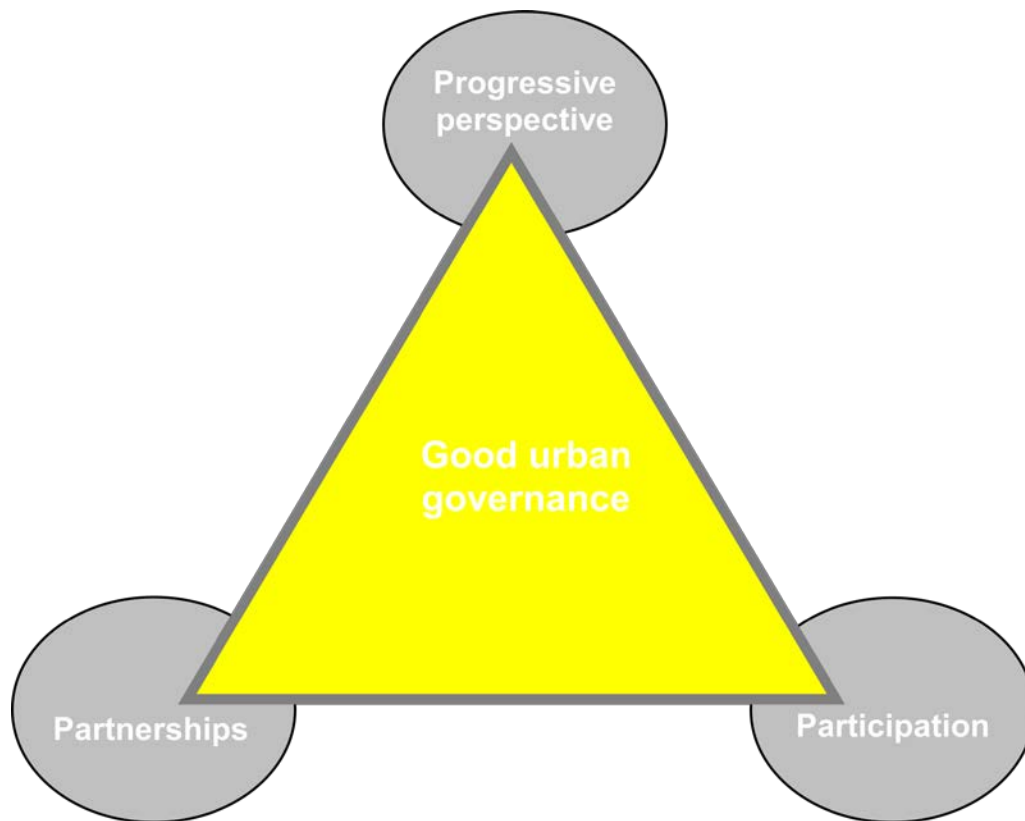 Progressive
perspective
Good urban
governance
Partnerships
Participation